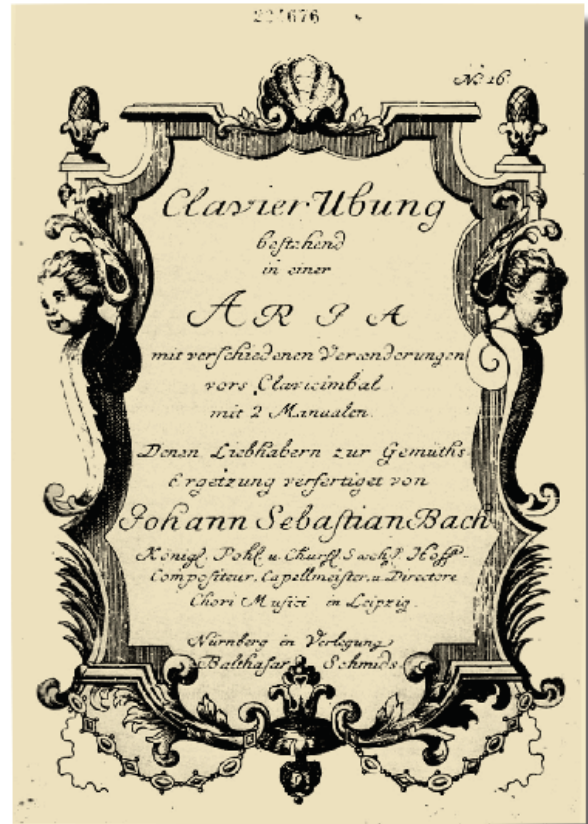 221676
No. 16
Clavier Ubung
bestehend
in einer
ARIA
mit verschiedenen Verænderungen
vors Clavicimbal
mit 2 Manualen.
Denen Liebhabern zur Gemüths-
Ergetzung verfertiget von
Johann Sebastian Bach
Königl. Pohl. u. Churfl. Sæchs. Hoff-
Compositeur, Capellmeister, u. Directore
Chori Musici in Leipzig.
Nürnberg in Verlegung
Balthasar Schmids